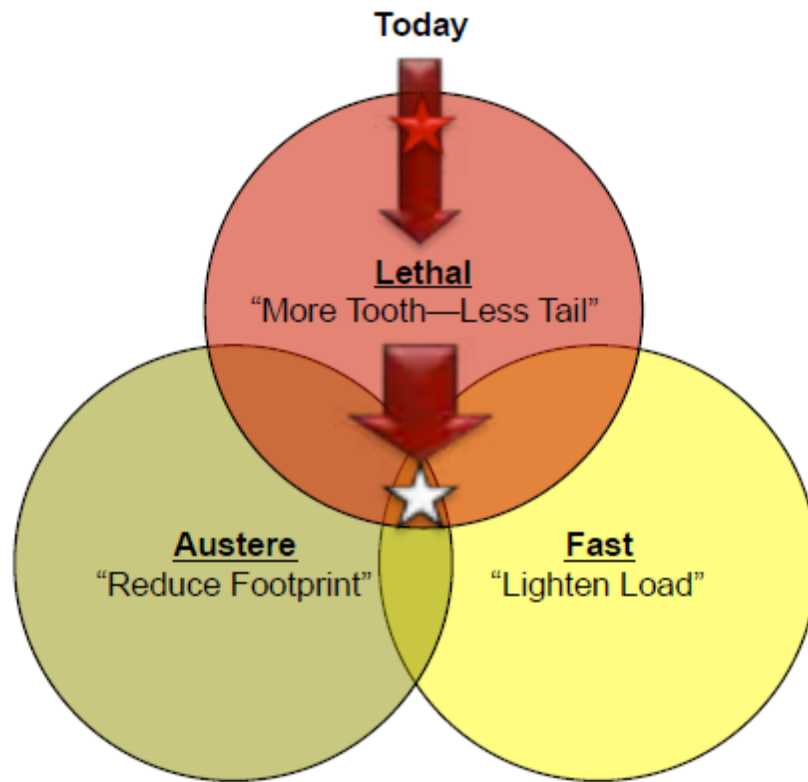 Today
Lethal
“More Tooth—Less Tail”
Austere
“Reduce Footprint”
Fast
“Lighten Load”